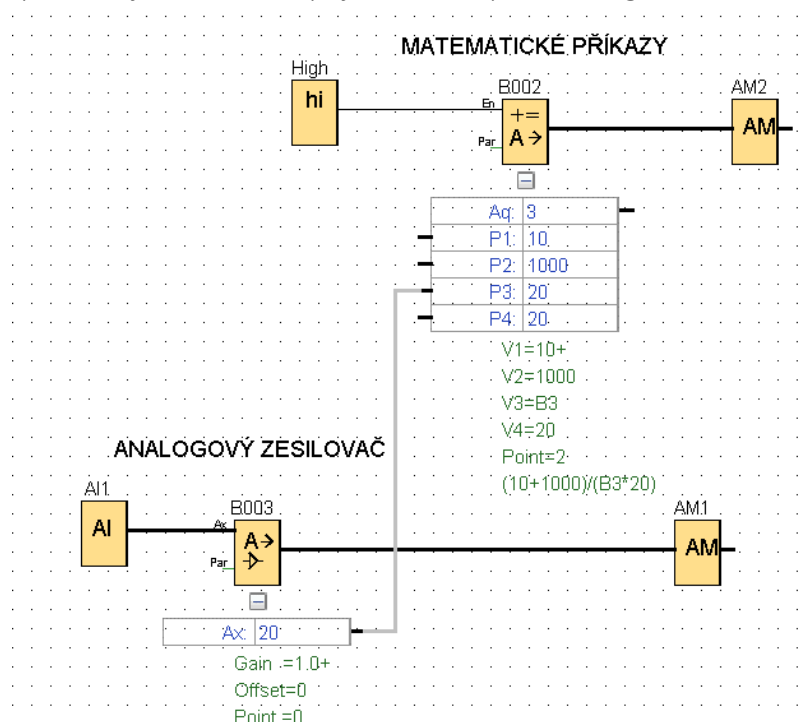 MATEMATICKÉ PŘÍKAZY
High
hi
B002
En
+=
A→
Par
AM2
AM
Aq: 3
P1: 10
P2: 1000
P3: 20
P4: 20
V1=10+
V2=1000
V3=B3
V4=20
Point=2
(10+1000)/(B3*20)
ANALOGOVÝ ZESILOVAČ
AI1
AI
B003
Ax
A→
Par
AM1
AM
Ax: 20
Gain =1.0+
Offset=0
Point =0